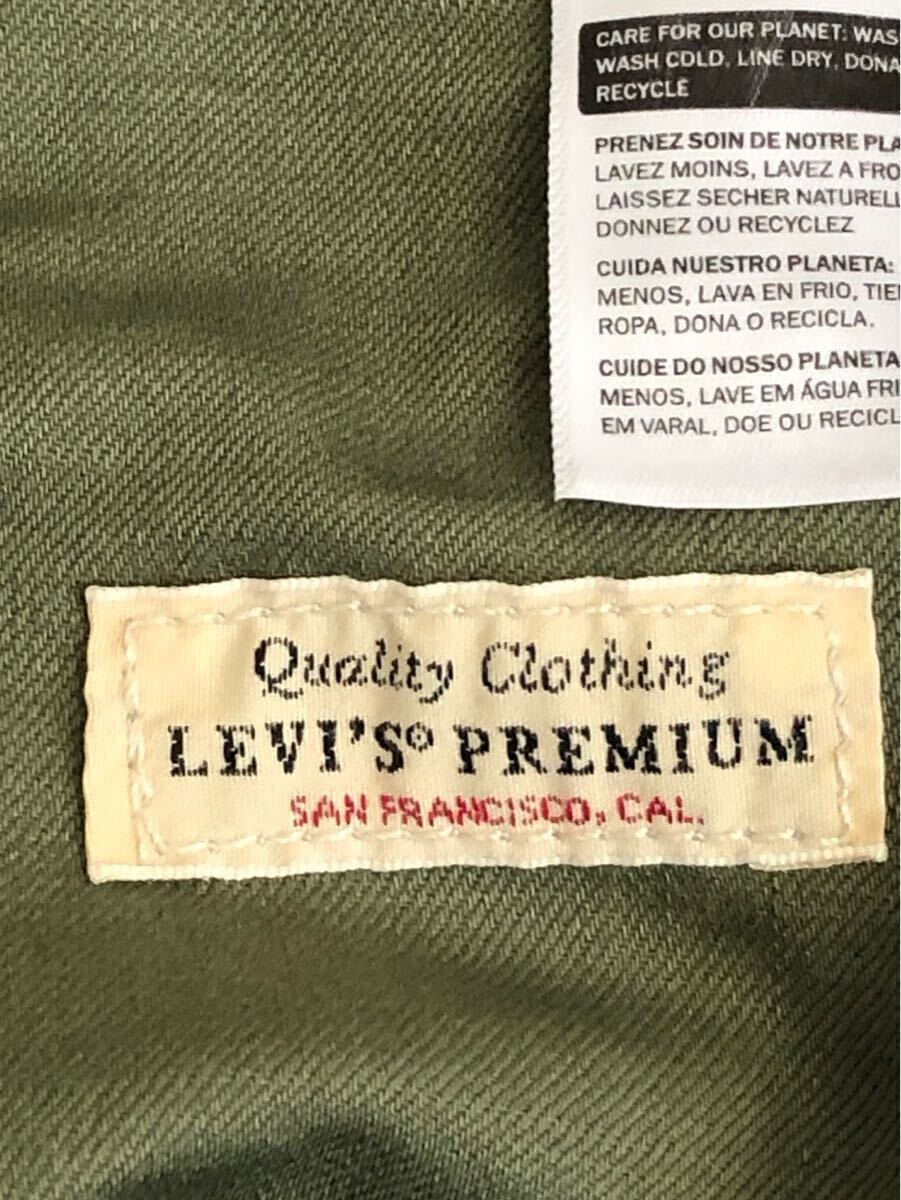 CARE FOR OUR PLANET: WAS
WASH COLD, LINE DRY, DONA
RECYCLE
PRENEZ SOIN DE NOTRE PLA
LAVEZ MOINS, LAVEZ A FRO
LAISSEZ SECHER NATURELL
DONNEZ OU RECYCLEZ
CUIDA NUESTRO PLANETA:
MENOS, LAVA EN FRIO, TIE
ROPA, DONA O RECICLA.
CUIDE DO NOSSO PLANETA
MENOS, LAVE EM ÁGUA FRI
EM VARAL, DOE OU RECICL
Quality Clothing
LEVI'S® PREMIUM
SAN FRANCISCO, CAL.